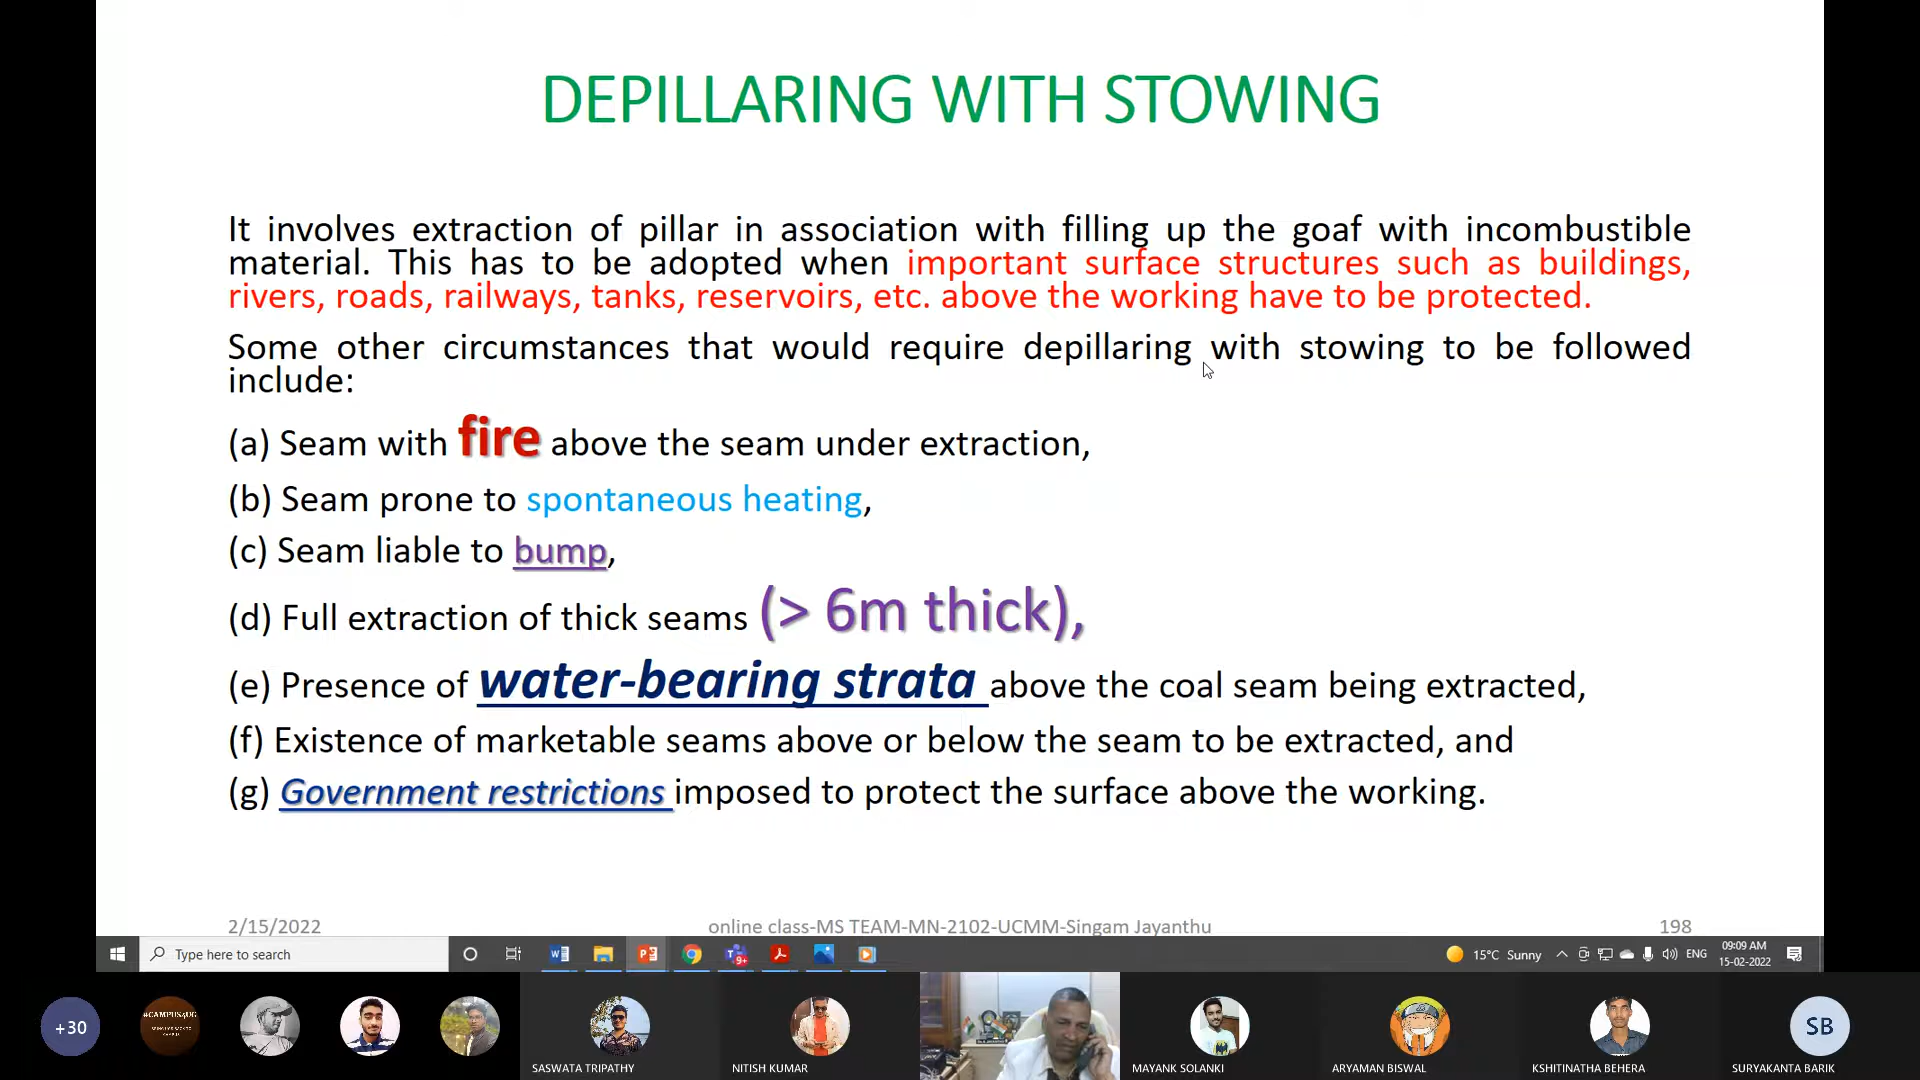 DEPILLARING WITH STOWING
It involves extraction of pillar in association with filling up the goaf with incombustible
material. This has to be adopted when important surface structures such as buildings,
rivers, roads, railways, tanks, reservoirs, etc. above the working have to be protected.
Some other circumstances that would require depillaring with stowing to be followed
include:
(a) Seam with fire above the seam under extraction,
(b) Seam prone to spontaneous heating,
(c) Seam liable to bump,
(d) Full extraction of thick seams (> 6m thick),
(e) Presence of water-bearing strata above the coal seam being extracted,
(f) Existence of marketable seams above or below the seam to be extracted, and
(g) Government restrictions imposed to protect the surface above the working.
2/15/2022 online class-MS TEAM-MN-2102-UCMM-Singam Jayanthu 198
Type here to search 9+ 15°C Sunny ENG 09:09 AM
15-02-2022
+30 #CAMPUS4UG SB
SASWATA TRIPATHY NITISH KUMAR MAYANK SOLANKI ARYAMAN BISWAL KSHITINATHA BEHERA SURYAKANTA BARIK